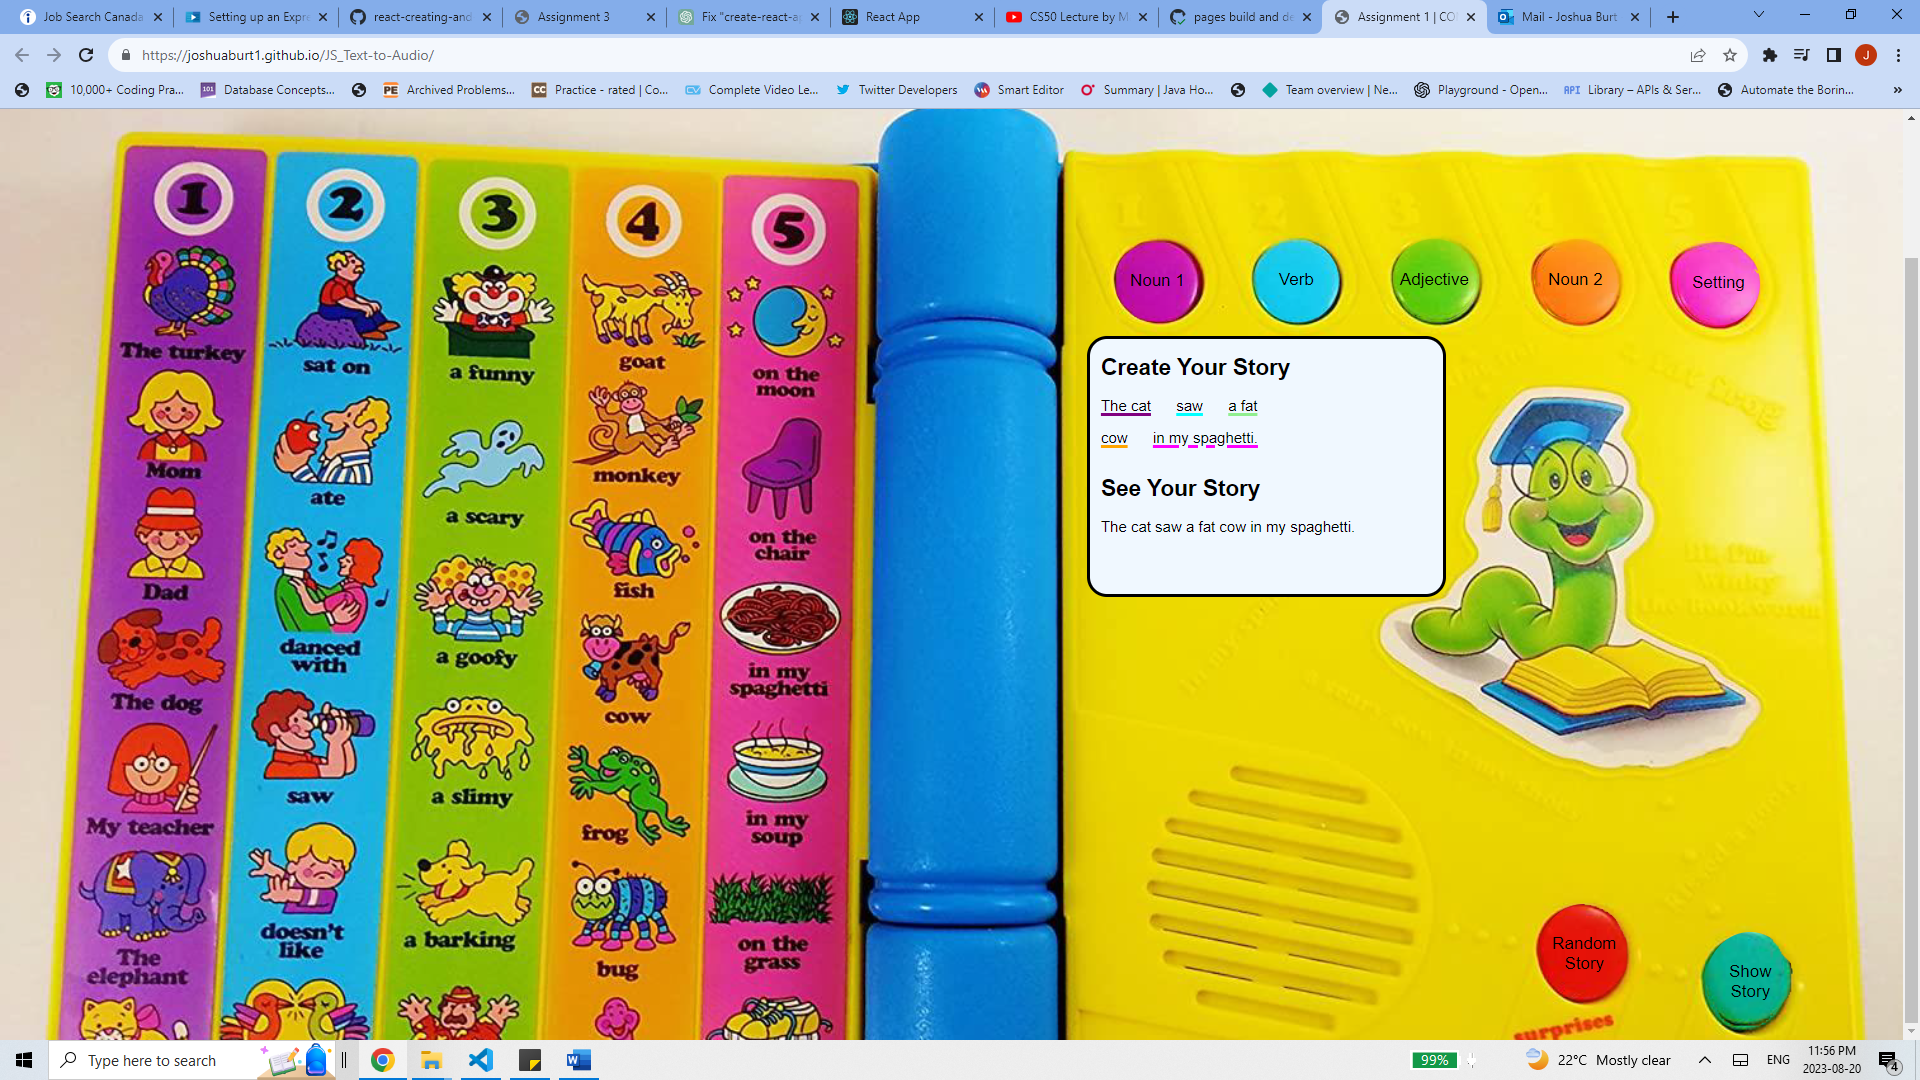 Job Search Canada
Setting up an Expre
react-creating-and
Assignment 3
Fix "create-react-ap
React App
CS50 Lecture by M
pages build and de
Assignment 1 | CO
Mail - Joshua Burt
https://joshuaburt1.github.io/JS_Text-to-Audio/
J
10,000+ Coding Pra...
Database Concepts...
Archived Problems...
Practice - rated | Co...
Complete Video Le...
Twitter Developers
Smart Editor
Summary | Java Ho...
Team overview | Ne...
Playground - Open...
Library – APIs & Ser...
Automate the Borin...
»
1
2
3
4
5
The turkey
Mom
Dad
The dog
My teacher
The
elephant
sat on
ate
danced
with
saw
doesn't
like
a funny
a scary
a goofy
a slimy
a barking
goat
monkey
fish
cow
frog
bug
on the
moon
on the
chair
in my
spaghetti
in my
soup
on the
grass
1 2 3 4 5
Noun 1
Verb
Adjective
Noun 2
Setting
Create Your Story
The cat saw a fat
cow in my spaghetti.
See Your Story
The cat saw a fat cow in my spaghetti.
Random
Story
Show
Story
surprises
Type here to search
99%
22°C Mostly clear
ENG
11:56 PM
2023-08-20
4